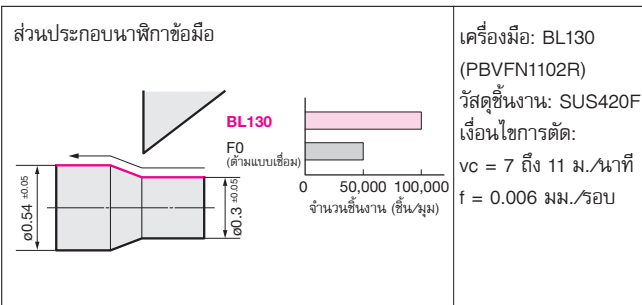 ส่วนประกอบนาฬิกาข้อมือ
BL130
F0
(ด้ามแบบเชื่อม)
ø0.54 ±0.05
ø0.3 ±0.05
0 50,000 100,000
จำนวนชิ้นงาน (ชิ้น/มุม)
เครื่องมือ: BL130
(PBVFN1102R)
วัสดุชิ้นงาน: SUS420F
เงื่อนไขการตัด:
vc = 7 ถึง 11 ม./นาที
f = 0.006 มม./รอบ